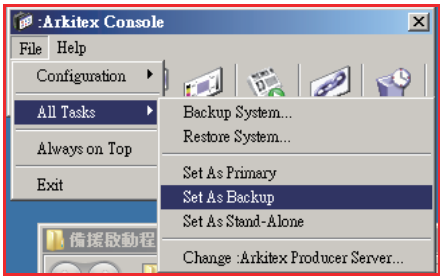 :Arkitex Console
File Help
Configuration
All Tasks
Always on Top
Exit
Backup System...
Restore System...
Set As Primary
Set As Backup
Set As Stand-Alone
Change :Arkitex Producer Server...
備援啟動程